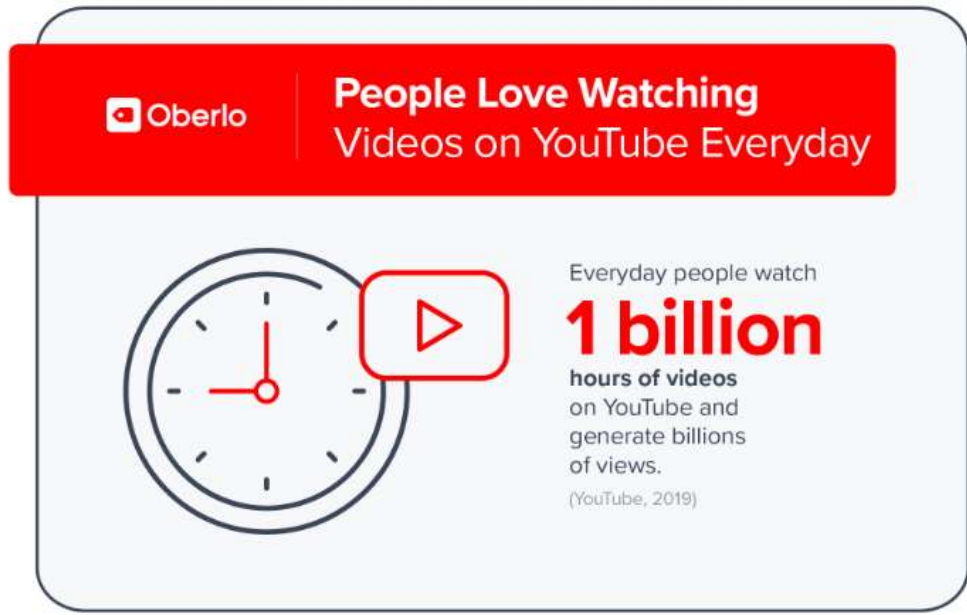 Oberlo
People Love Watching
Videos on YouTube Everyday
Everyday people watch
1 billion
hours of videos
on YouTube and
generate billions
of views.
(YouTube, 2019)